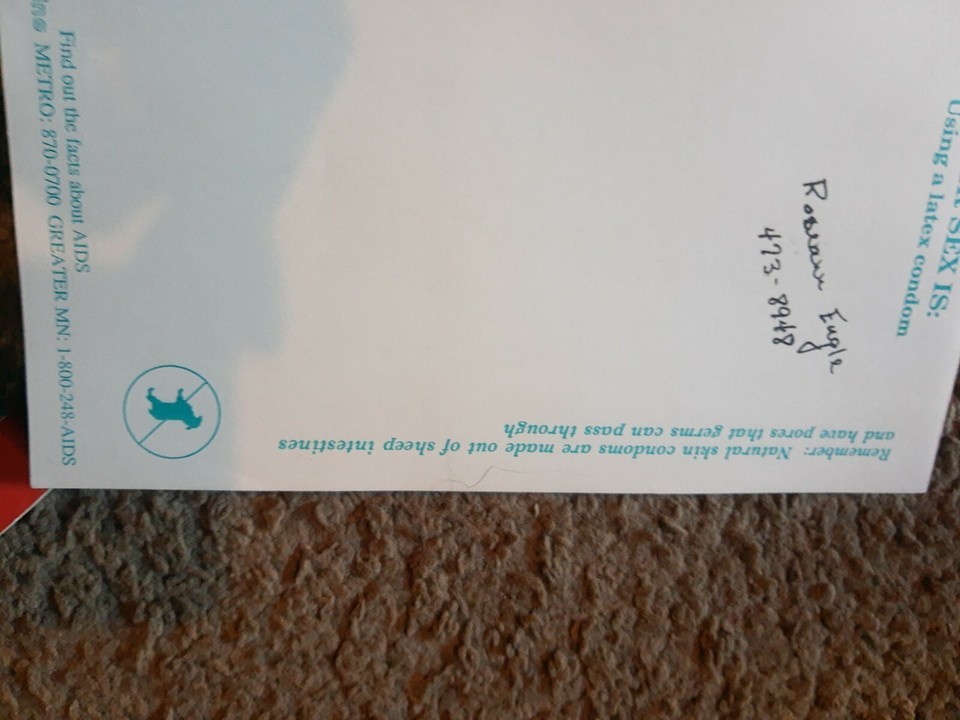 SEX IS:
Using a latex condom
Roseann Engle
473-8948
Remember: Natural skin condoms are made out of sheep intestines
and have pores that germs can pass through
Find out the facts about AIDS
METRO: 870-0700 GREATER MN: 1-800-248-AIDS